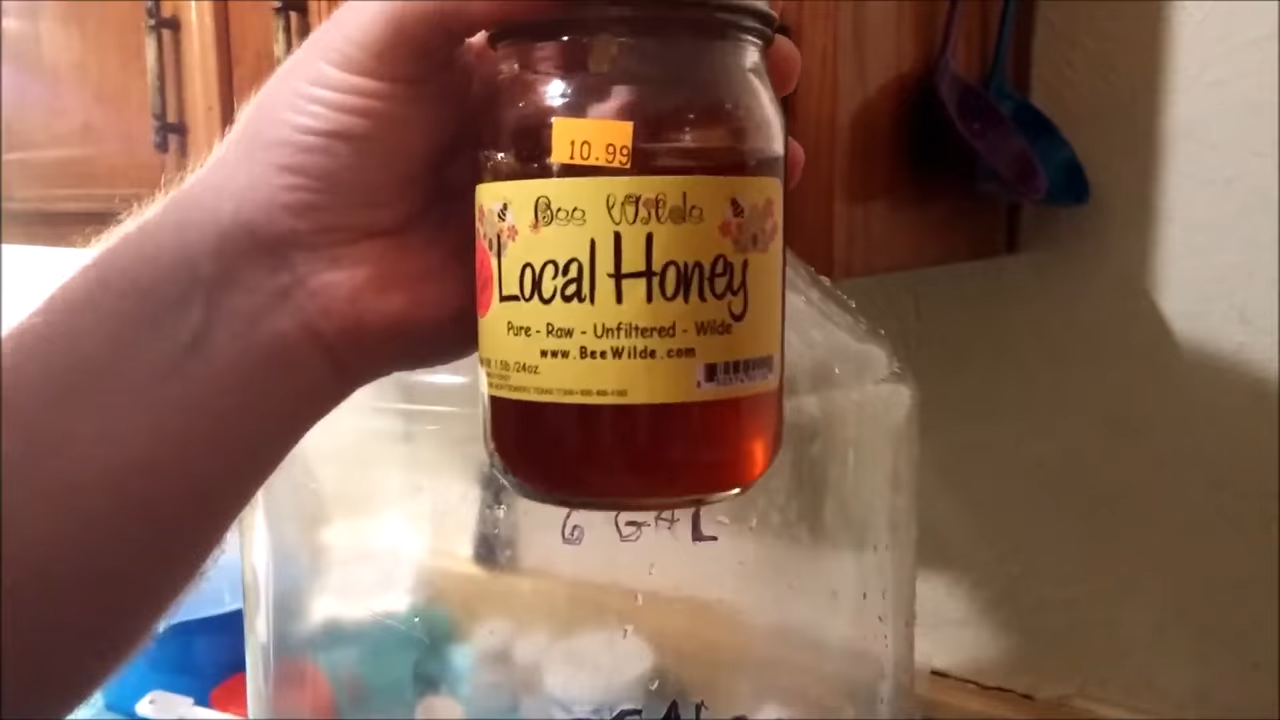 10.99
Bee Wilde
Local Honey
Pure - Raw - Unfiltered - Wilde
www.BeeWilde.com
1.5lb./24oz.
6 GAL